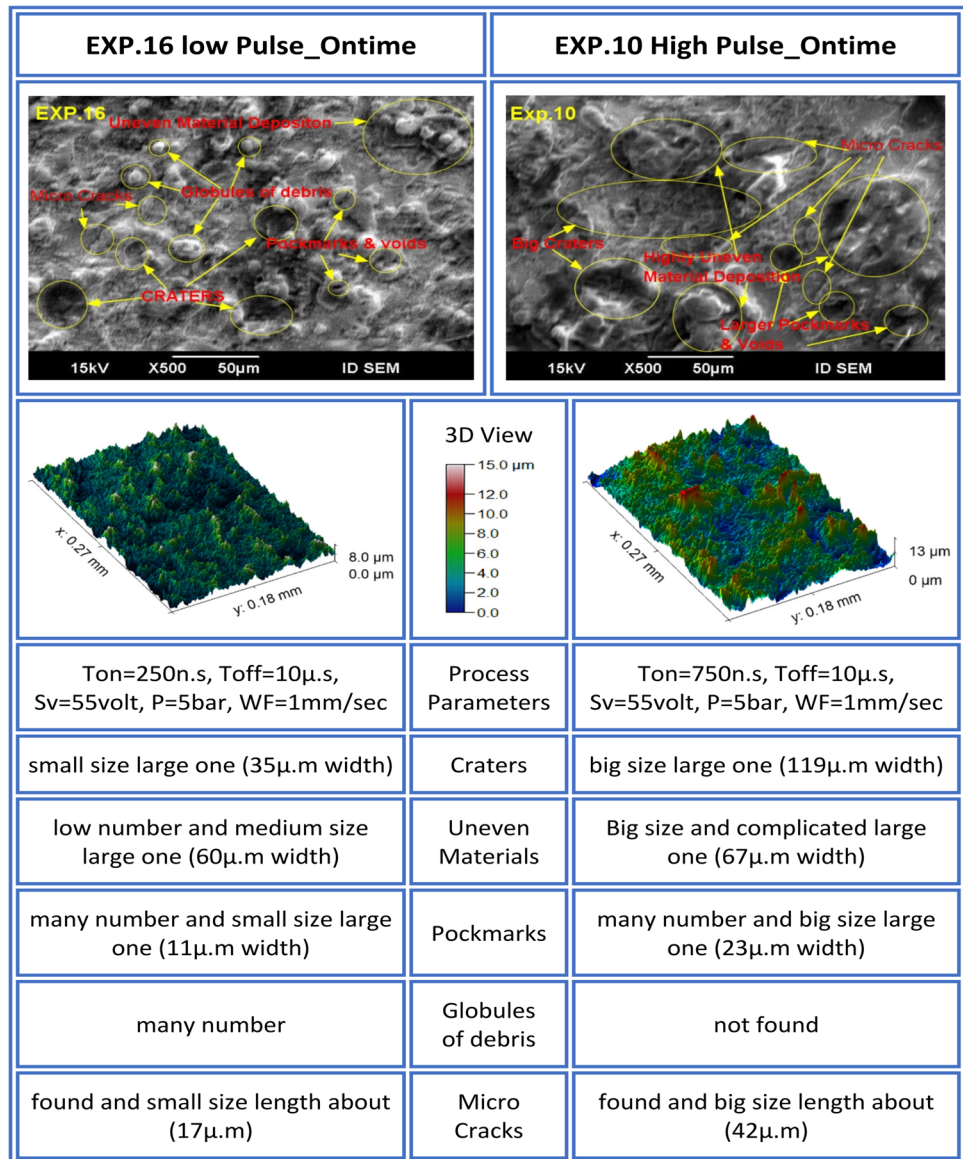 EXP.16 low Pulse_Ontime
EXP.10 High Pulse_Ontime
EXP.16
Uneven Material Depositon
Micro Cracks
Globules of debris
Pockmarks & voids
CRATERS
15kV X500 50μm ID SEM
Exp.10
Micro Cracks
Big Craters
Highly Uneven
Material Deposition
Larger Pockmarks
& Voids
15kV X500 50μm ID SEM
x: 0.27 mm
y: 0.18 mm
8.0 μm
0.0 μm
3D View
15.0 μm
12.0
10.0
8.0
6.0
4.0
2.0
0.0
x: 0.27 mm
y: 0.18 mm
13 μm
0 μm
Ton=250n.s, Toff=10μ.s,
Sv=55volt, P=5bar, WF=1mm/sec
Process
Parameters
Ton=750n.s, Toff=10μ.s,
Sv=55volt, P=5bar, WF=1mm/sec
small size large one (35μ.m width)
Craters
big size large one (119μ.m width)
low number and medium size
large one (60μ.m width)
Uneven
Materials
Big size and complicated large
one (67μ.m width)
many number and small size large
one (11μ.m width)
Pockmarks
many number and big size large
one (23μ.m width)
many number
Globules
of debris
not found
found and small size length about
(17μ.m)
Micro
Cracks
found and big size length about
(42μ.m)